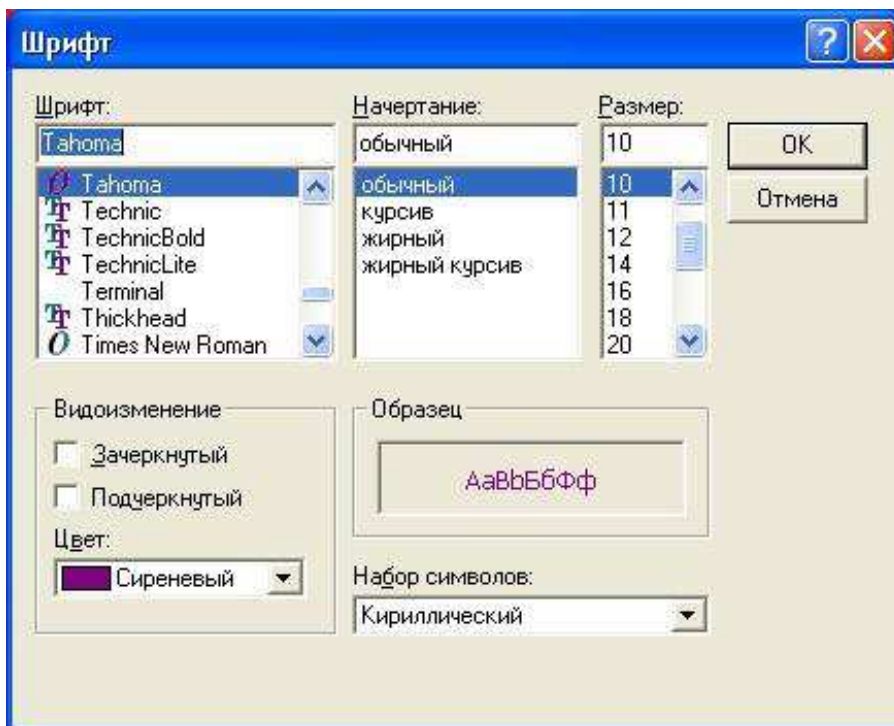 Шрифт
Шрифт:
Tahoma
Tahoma
Technic
TechnicBold
TechnicLite
Terminal
Thickhead
Times New Roman
Начертание:
обычный
обычный
курсив
жирный
жирный курсив
Размер:
10
10
11
12
14
16
18
20
OK
Отмена
Видоизменение
Зачеркнутый
Подчеркнутый
Цвет:
Сиреневый
Образец
АаВbБбФф
Набор символов:
Кириллический